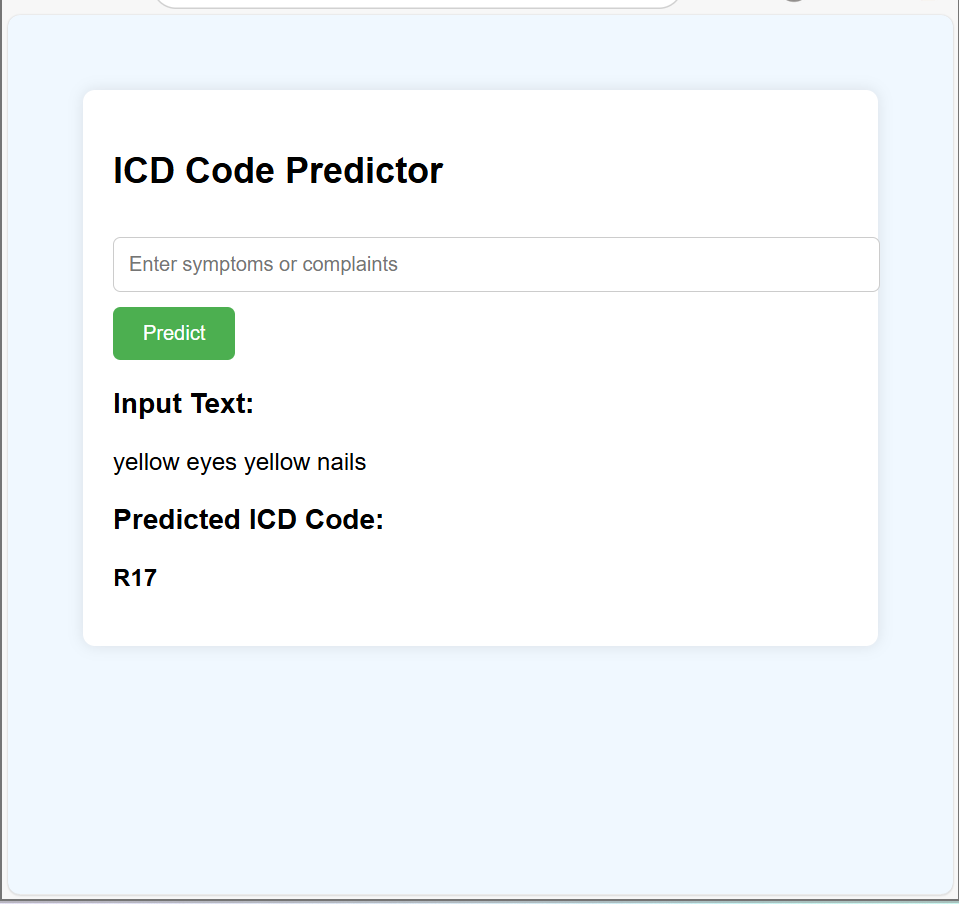 ICD Code Predictor
Enter symptoms or complaints
Predict
Input Text:
yellow eyes yellow nails
Predicted ICD Code:
R17